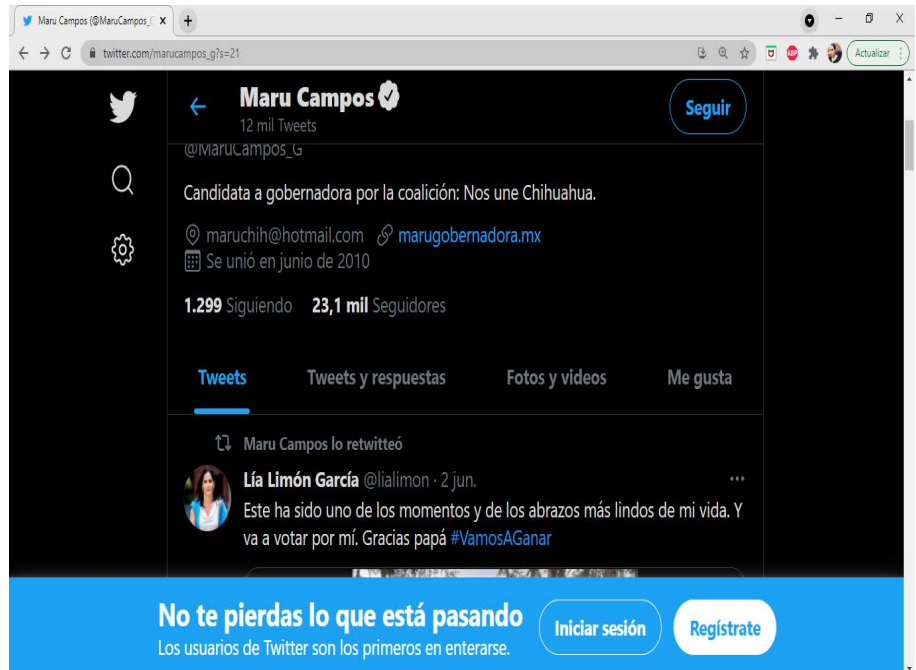 Maru Campos (@MaruCampos_G
twitter.com/marucampos_g?s=21
Actualizar
Maru Campos
12 mil Tweets
Seguir
@MaruCampos_G
Candidata a gobernadora por la coalición: Nos une Chihuahua.
maruchih@hotmail.com marugobernadora.mx
Se unió en junio de 2010
1.299 Siguiendo 23,1 mil Seguidores
Tweets Tweets y respuestas Fotos y videos Me gusta
Maru Campos lo retwitteó
Lía Limón García @lialimon · 2 jun.
Este ha sido uno de los momentos y de los abrazos más lindos de mi vida. Y
va a votar por mí. Gracias papá #VamosAGanar
No te pierdas lo que está pasando
Los usuarios de Twitter son los primeros en enterarse.
Iniciar sesión
Regístrate